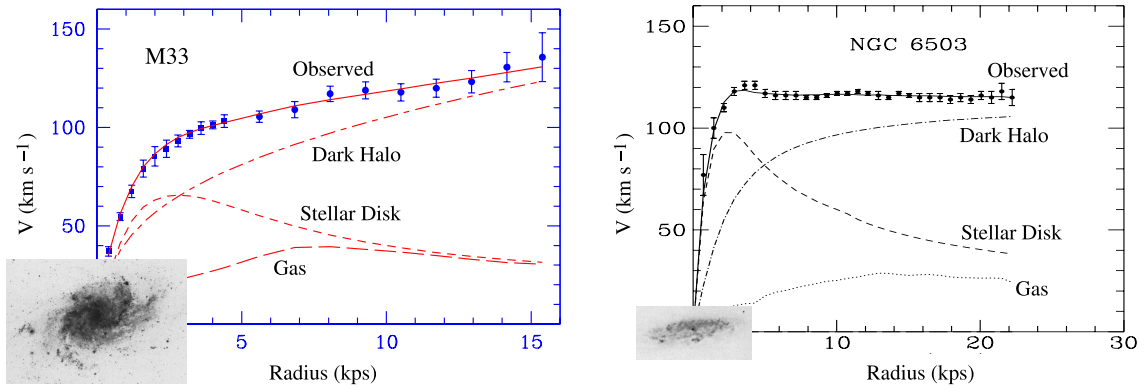 M33
Observed
Dark Halo
Stellar Disk
Gas
V (km s⁻¹)
150
100
50
5
10
15
Radius (kps)
NGC 6503
Observed
Dark Halo
Stellar Disk
Gas
V (km s⁻¹)
150
100
50
0
10
20
30
Radius (kps)